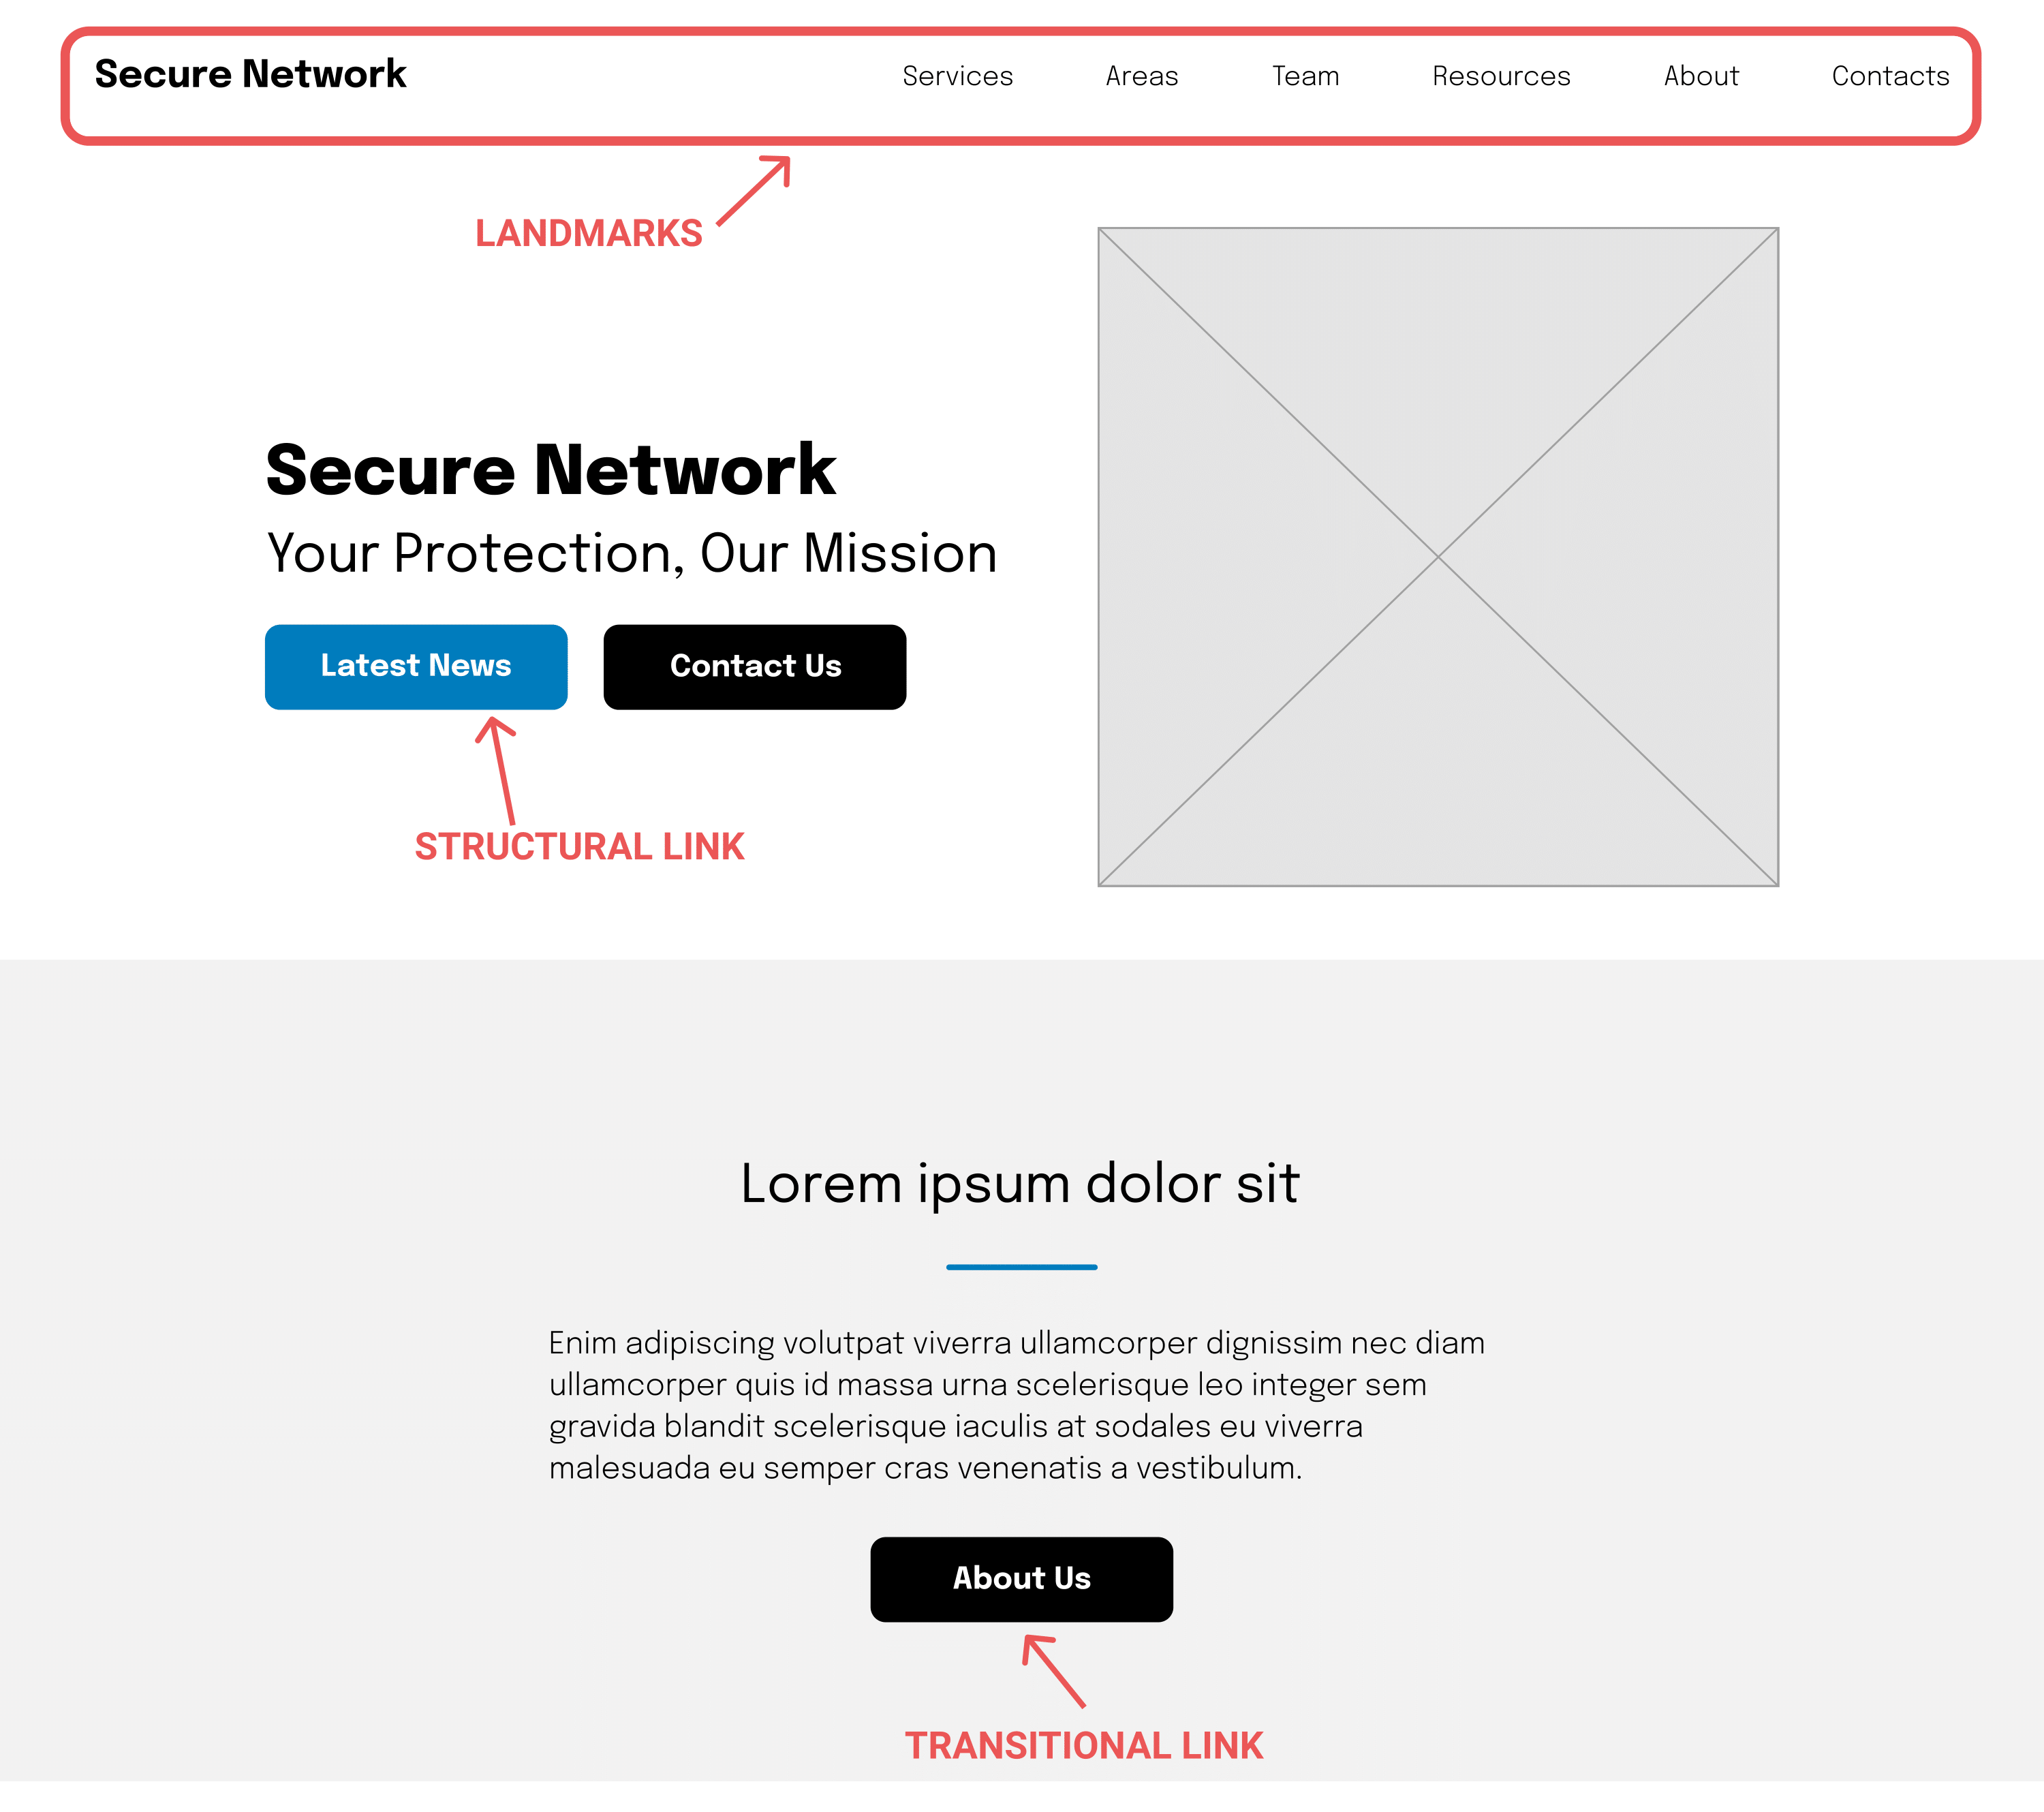 Secure Network Services Areas Team Resources About Contacts
LANDMARKS
Secure Network
Your Protection, Our Mission
Latest News Contact Us
STRUCTURAL LINK
Lorem ipsum dolor sit
Enim adipiscing volutpat viverra ullamcorper dignissim nec diam
ullamcorper quis id massa urna scelerisque leo integer sem
gravida blandit scelerisque iaculis at sodales eu viverra
malesuada eu semper cras venenatis a vestibulum.
About Us
TRANSITIONAL LINK